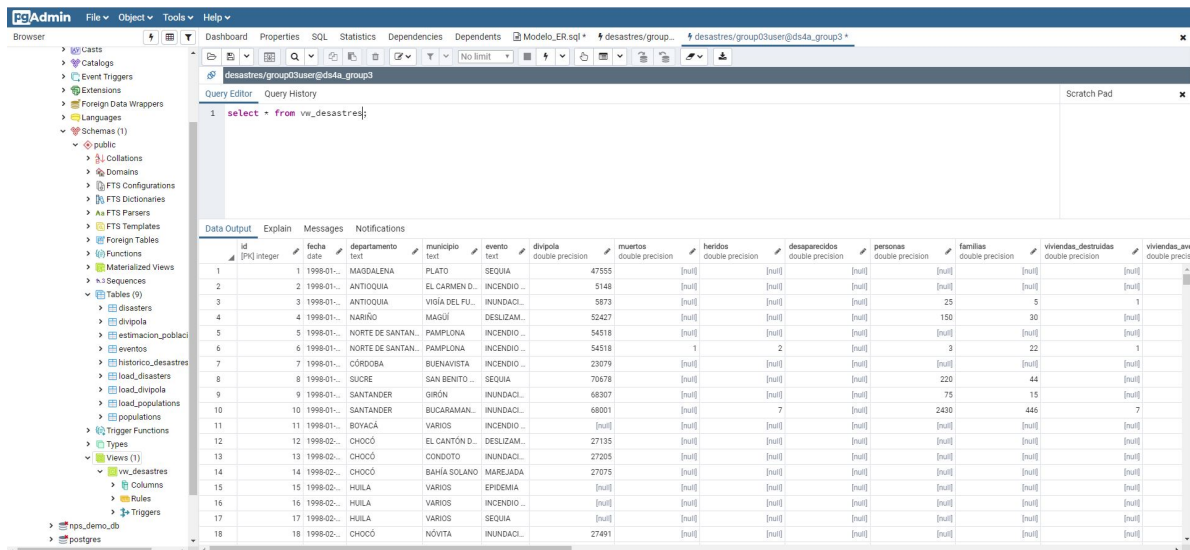 pgAdmin File Object Tools Help
Browser
Dashboard Properties SQL Statistics Dependencies Dependents Modelo_ER.sql * desastres/group... desastres/group03user@ds4a_group3 *
Casts
Catalogs
Event Triggers
Extensions
Foreign Data Wrappers
Languages
Schemas (1)
public
Collations
Domains
FTS Configurations
FTS Dictionaries
FTS Parsers
FTS Templates
Foreign Tables
Functions
Materialized Views
Sequences
Tables (9)
disasters
divipola
estimacion_poblaci
eventos
historico_desastres
load_disasters
load_divipola
load_populations
populations
Trigger Functions
Types
Views (1)
vw_desastres
Columns
Rules
Triggers
nps_demo_db
postgres
No limit
desastres/group03user@ds4a_group3
Query Editor Query History
Scratch Pad
1 select * from vw_desastres;
Data Output Explain Messages Notifications
id fecha departamento municipio evento divipola muertos heridos desaparecidos personas familias viviendas_destruidas viviendas_ave
[PK] integer date text text text double precision double precision double precision double precision double precision double precision double precision double precis
1 1 1998-01-... MAGDALENA PLATO SEQUIA 47555 [null] [null] [null] [null] [null] [null]
2 2 1998-01-... ANTIOQUIA EL CARMEN D... INCENDIO ... 5148 [null] [null] [null] [null] [null] [null]
3 3 1998-01-... ANTIOQUIA VIGÍA DEL FU... INUNDACI... 5873 [null] [null] [null] 25 5 1
4 4 1998-01-... NARIÑO MAGÜÍ DESLIZAM... 52427 [null] [null] [null] 150 30 [null]
5 5 1998-01-... NORTE DE SANTAN... PAMPLONA INCENDIO ... 54518 [null] [null] [null] [null] [null] [null]
6 6 1998-01-... NORTE DE SANTAN... PAMPLONA INCENDIO ... 54518 1 2 [null] 3 22 1
7 7 1998-01-... CÓRDOBA BUENAVISTA INCENDIO ... 23079 [null] [null] [null] [null] [null] [null]
8 8 1998-01-... SUCRE SAN BENITO ... SEQUIA 70678 [null] [null] [null] 220 44 [null]
9 9 1998-01-... SANTANDER GIRÓN INUNDACI... 68307 [null] [null] [null] 75 15 [null]
10 10 1998-01-... SANTANDER BUCARAMAN... INUNDACI... 68001 [null] 7 [null] 2430 446 7
11 11 1998-01-... BOYACÁ VARIOS INCENDIO ... [null] [null] [null] [null] [null] [null] [null]
12 12 1998-02-... CHOCÓ EL CANTÓN D... DESLIZAM... 27135 [null] [null] [null] [null] [null] [null]
13 13 1998-02-... CHOCÓ CONDOTO INUNDACI... 27205 [null] [null] [null] [null] [null] [null]
14 14 1998-02-... CHOCÓ BAHÍA SOLANO MAREJADA 27075 [null] [null] [null] [null] [null] [null]
15 15 1998-02-... HUILA VARIOS EPIDEMIA [null] [null] [null] [null] [null] [null] [null]
16 16 1998-02-... HUILA VARIOS INCENDIO ... [null] [null] [null] [null] [null] [null] [null]
17 17 1998-02-... HUILA VARIOS SEQUIA [null] [null] [null] [null] [null] [null] [null]
18 18 1998-02-... CHOCÓ NÓVITA INUNDACI... 27491 [null] [null] [null] [null] [null] [null]